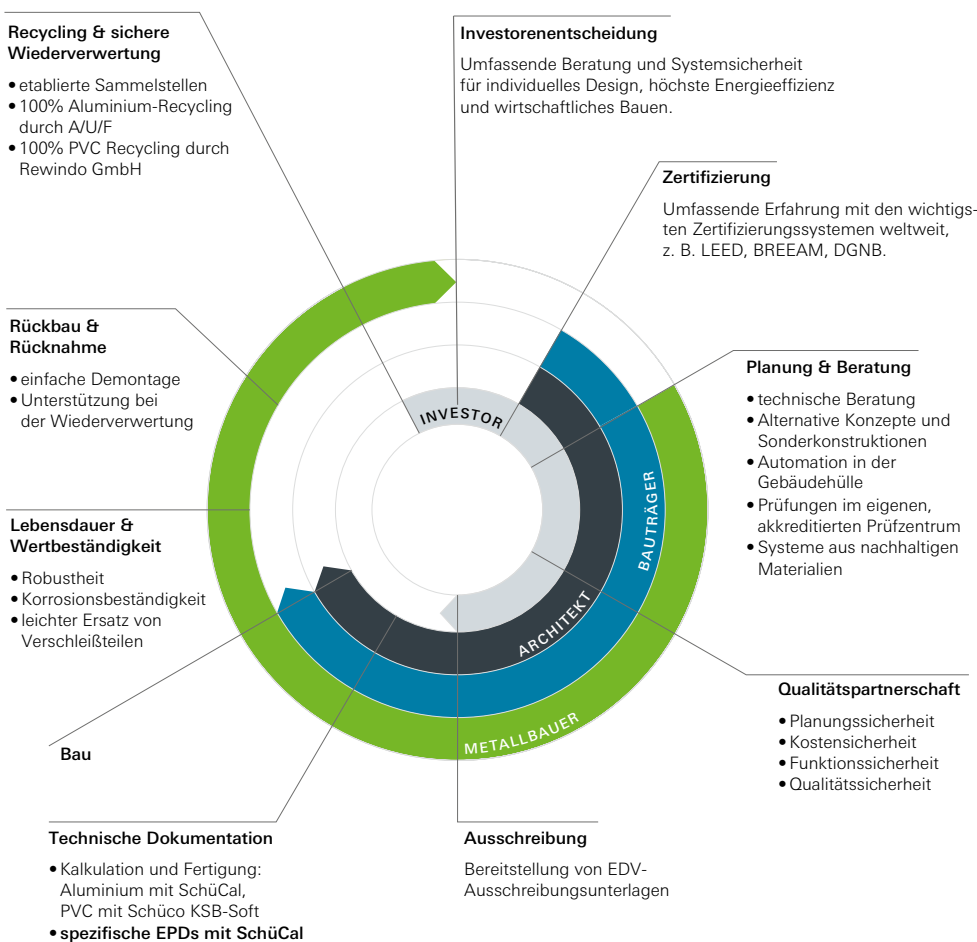 Recycling & sichere
Wiederverwertung
• etablierte Sammelstellen
• 100% Aluminium-Recycling
durch A/U/F
• 100% PVC Recycling durch
Rewindo GmbH
Investorenentscheidung
Umfassende Beratung und Systemsicherheit
für individuelles Design, höchste Energieeffizienz
und wirtschaftliches Bauen.
Zertifizierung
Umfassende Erfahrung mit den wichtigs-
ten Zertifizierungssystemen weltweit,
z. B. LEED, BREEAM, DGNB.
Rückbau &
Rücknahme
• einfache Demontage
• Unterstützung bei
der Wiederverwertung
Planung & Beratung
• technische Beratung
• Alternative Konzepte und
Sonderkonstruktionen
• Automation in der
Gebäudehülle
• Prüfungen im eigenen,
akkreditierten Prüfzentrum
• Systeme aus nachhaltigen
Materialien
INVESTOR
BAUTRÄGER
ARCHITEKT
METALLBAUER
Lebensdauer &
Wertbeständigkeit
• Robustheit
• Korrosionsbeständigkeit
• leichter Ersatz von
Verschleißteilen
Qualitätspartnerschaft
• Planungssicherheit
• Kostensicherheit
• Funktionssicherheit
• Qualitätssicherheit
Bau
Technische Dokumentation
• Kalkulation und Fertigung:
Aluminium mit SchüCal,
PVC mit Schüco KSB-Soft
• spezifische EPDs mit SchüCal
Ausschreibung
Bereitstellung von EDV-
Ausschreibungsunterlagen